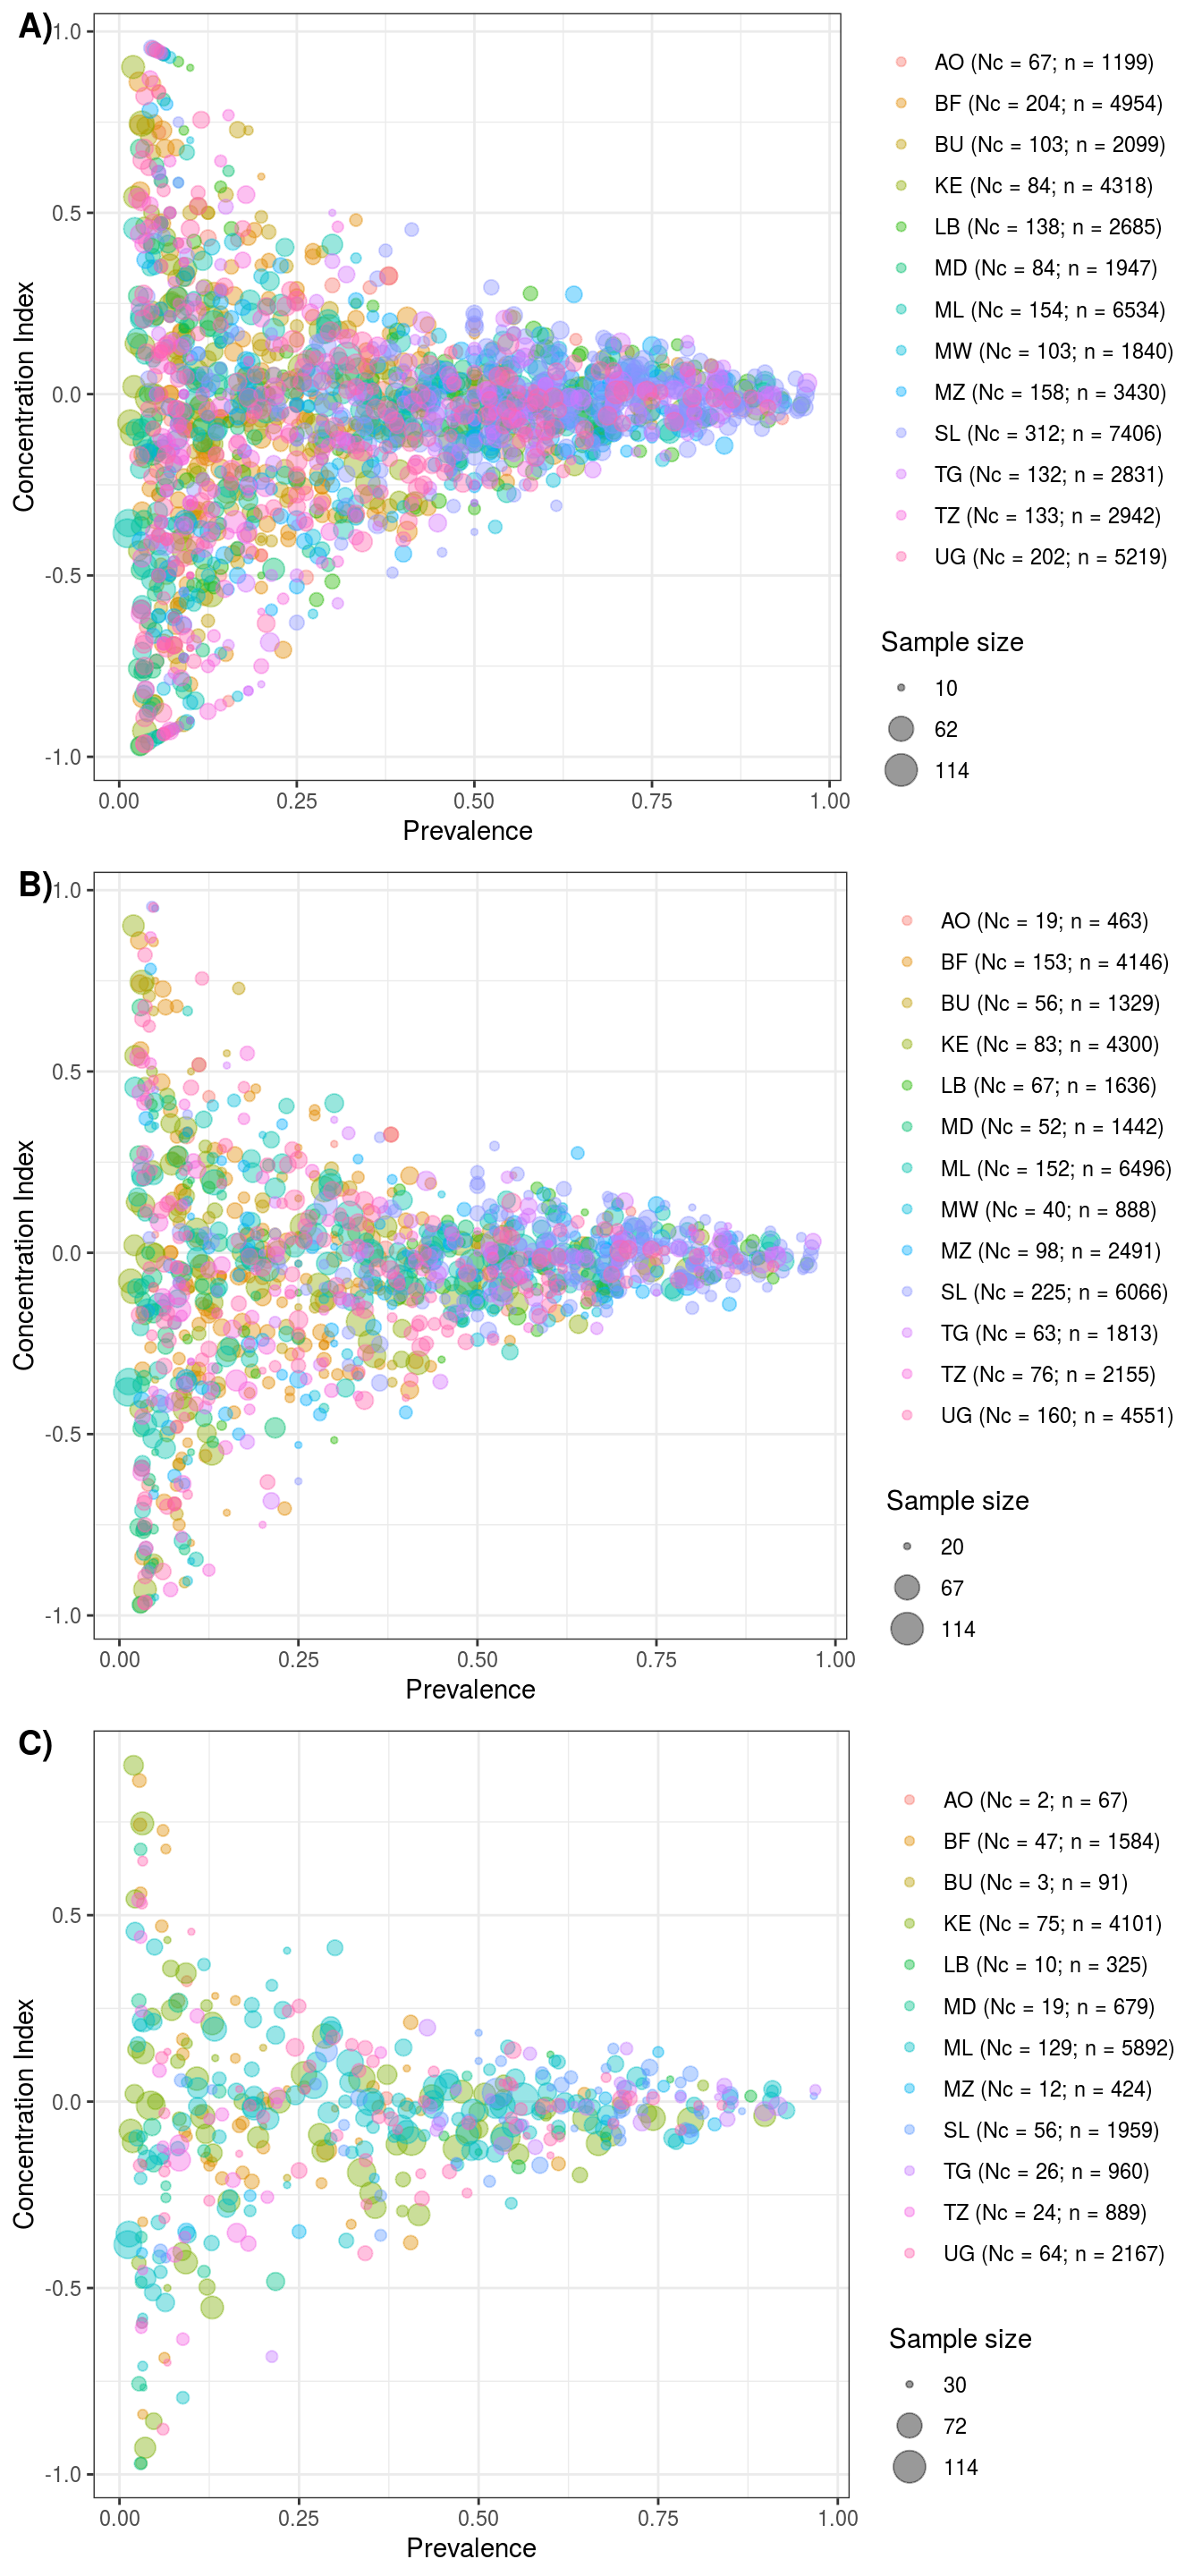 A)
1.0
0.5
0.0
-0.5
-1.0
Concentration Index
0.00 0.25 0.50 0.75 1.00
Prevalence
AO (Nc = 67; n = 1199)
BF (Nc = 204; n = 4954)
BU (Nc = 103; n = 2099)
KE (Nc = 84; n = 4318)
LB (Nc = 138; n = 2685)
MD (Nc = 84; n = 1947)
ML (Nc = 154; n = 6534)
MW (Nc = 103; n = 1840)
MZ (Nc = 158; n = 3430)
SL (Nc = 312; n = 7406)
TG (Nc = 132; n = 2831)
TZ (Nc = 133; n = 2942)
UG (Nc = 202; n = 5219)
Sample size
10
62
114
B)
1.0
0.5
0.0
-0.5
-1.0
Concentration Index
0.00 0.25 0.50 0.75 1.00
Prevalence
AO (Nc = 19; n = 463)
BF (Nc = 153; n = 4146)
BU (Nc = 56; n = 1329)
KE (Nc = 83; n = 4300)
LB (Nc = 67; n = 1636)
MD (Nc = 52; n = 1442)
ML (Nc = 152; n = 6496)
MW (Nc = 40; n = 888)
MZ (Nc = 98; n = 2491)
SL (Nc = 225; n = 6066)
TG (Nc = 63; n = 1813)
TZ (Nc = 76; n = 2155)
UG (Nc = 160; n = 4551)
Sample size
20
67
114
C)
0.5
0.0
-0.5
-1.0
Concentration Index
0.00 0.25 0.50 0.75 1.00
Prevalence
AO (Nc = 2; n = 67)
BF (Nc = 47; n = 1584)
BU (Nc = 3; n = 91)
KE (Nc = 75; n = 4101)
LB (Nc = 10; n = 325)
MD (Nc = 19; n = 679)
ML (Nc = 129; n = 5892)
MZ (Nc = 12; n = 424)
SL (Nc = 56; n = 1959)
TG (Nc = 26; n = 960)
TZ (Nc = 24; n = 889)
UG (Nc = 64; n = 2167)
Sample size
30
72
114